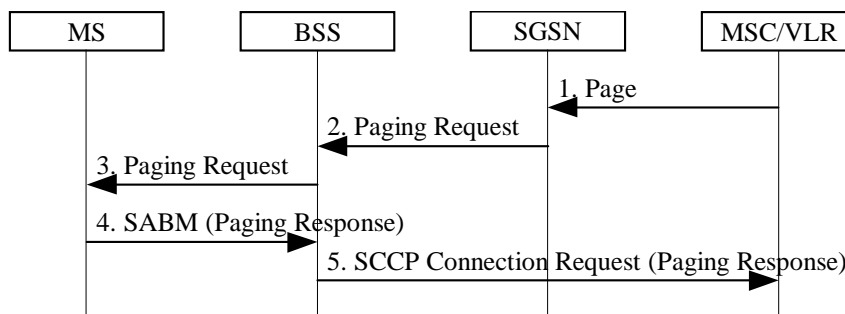 MS BSS SGSN MSC/VLR
1. Page
2. Paging Request
3. Paging Request
4. SABM (Paging Response)
5. SCCP Connection Request (Paging Response)